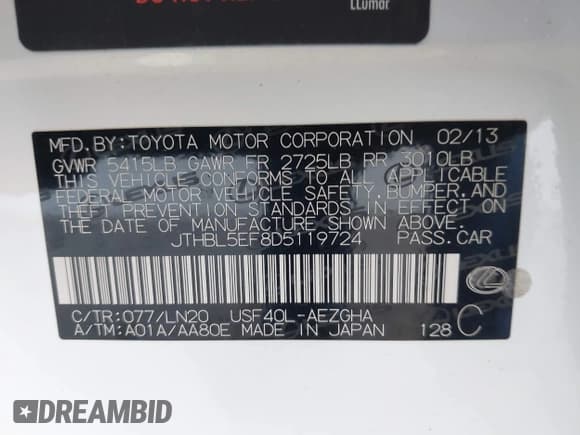 LLumar
MFD.BY:TOYOTA MOTOR CORPORATION 02/13
GVWR 5415LB GAWR FR 2725LB RR 3010LB
THIS VEHICLE CONFORMS TO ALL APPLICABLE
FEDERAL MOTOR VEHICLE SAFETY, BUMPER, AND
THEFT PREVENTION STANDARDS IN EFFECT ON
THE DATE OF MANUFACTURE SHOWN ABOVE.
JTHBL5EF8D5119724 PASS.CAR
C/TR:077/LN20 USF40L-AEZGHA
A/TM:A01A/AA80E MADE IN JAPAN 128 C
LEXUS
DREAMBID